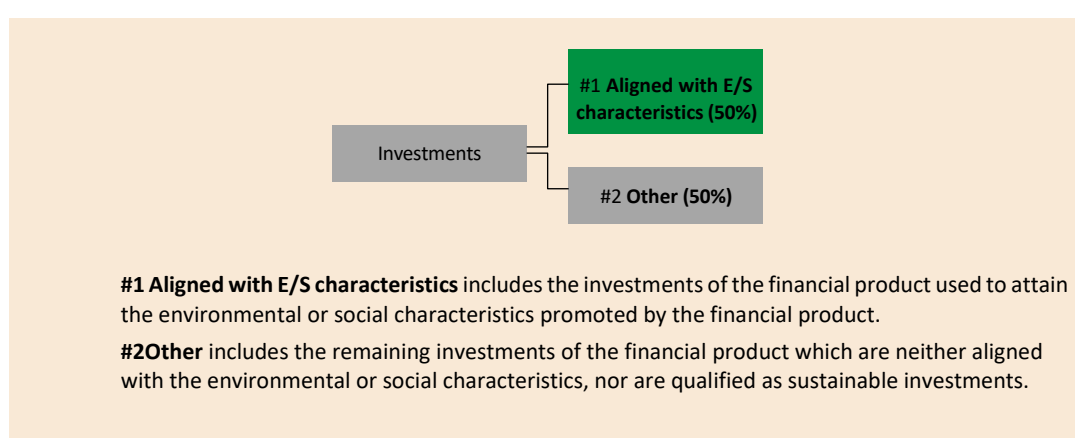 #1 Aligned with E/S
characteristics (50%)
Investments
#2 Other (50%)
#1 Aligned with E/S characteristics includes the investments of the financial product used to attain
the environmental or social characteristics promoted by the financial product.
#2Other includes the remaining investments of the financial product which are neither aligned
with the environmental or social characteristics, nor are qualified as sustainable investments.